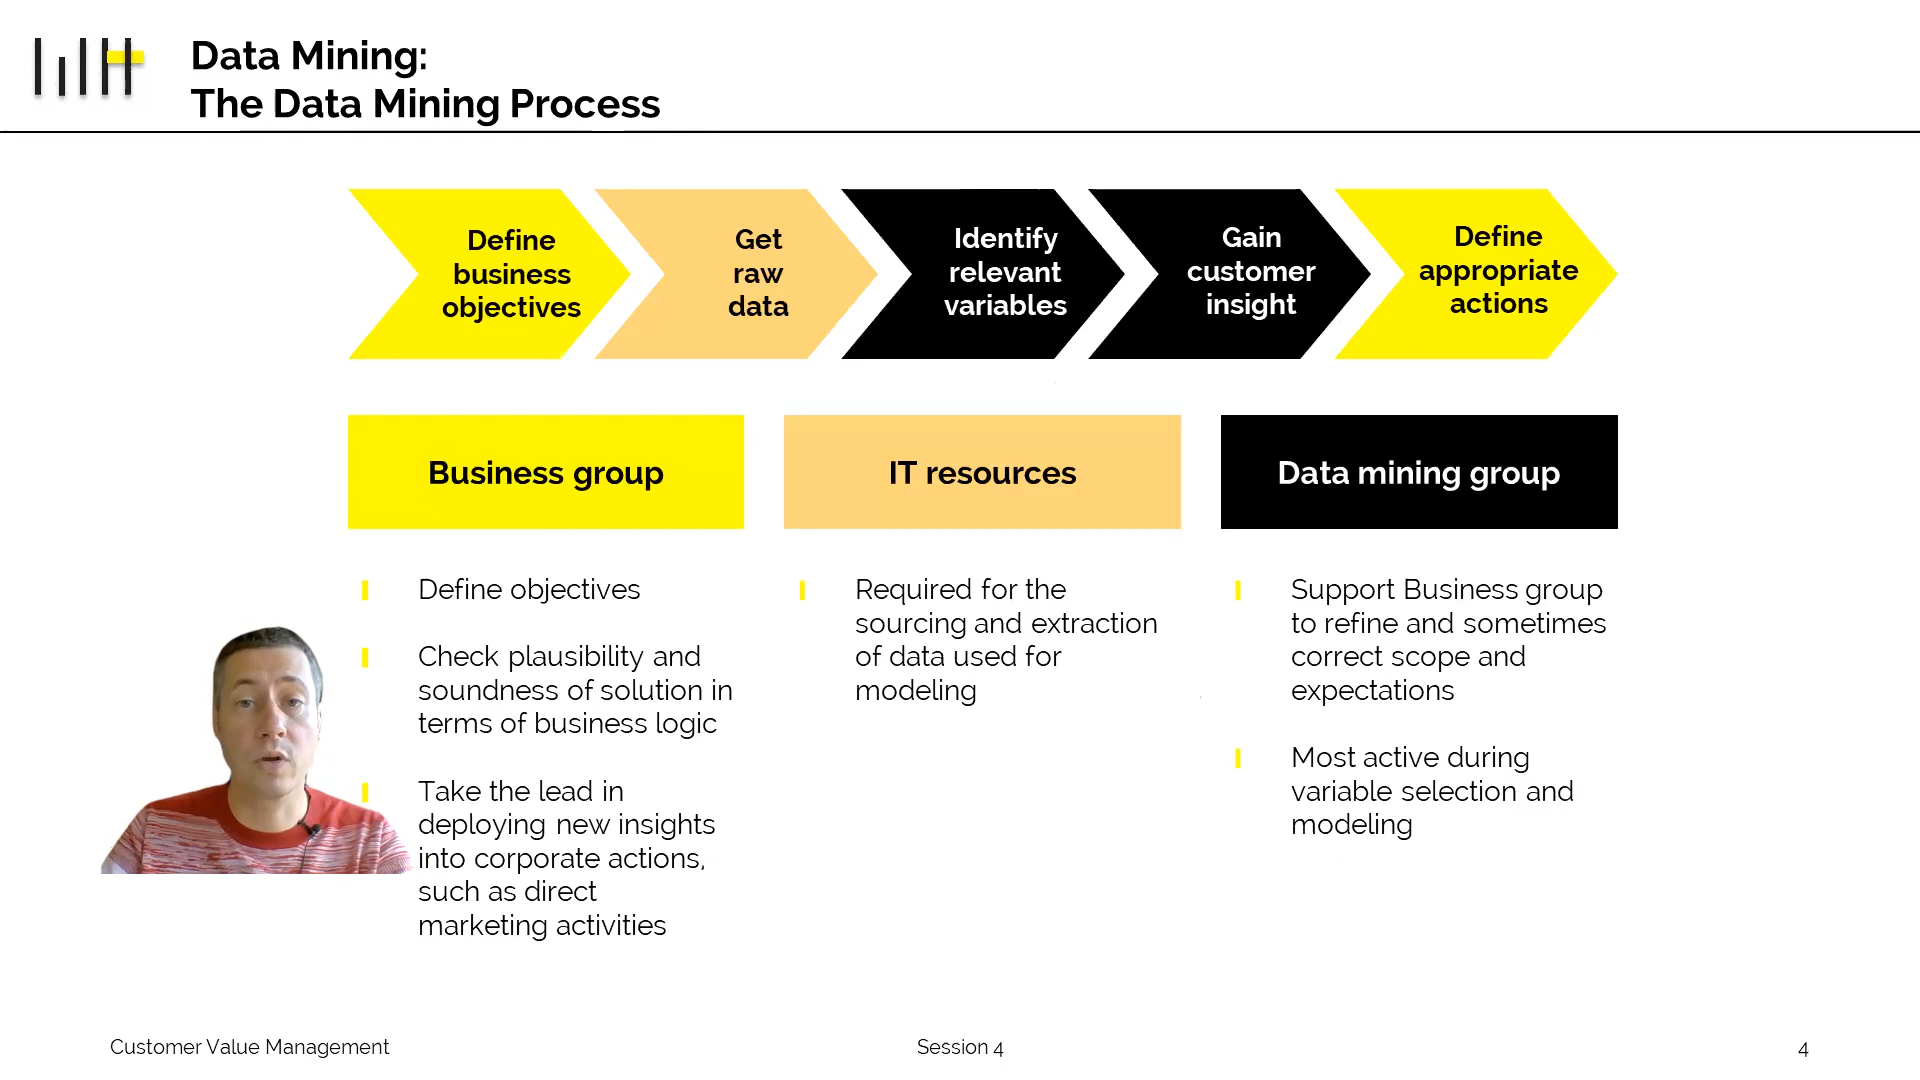 Data Mining:
The Data Mining Process
Define
business
objectives
Get
raw
data
Identify
relevant
variables
Gain
customer
insight
Define
appropriate
actions
Business group
IT resources
Data mining group
Define objectives
Check plausibility and
soundness of solution in
terms of business logic
Take the lead in
deploying new insights
into corporate actions,
such as direct
marketing activities
Required for the
sourcing and extraction
of data used for
modeling
Support Business group
to refine and sometimes
correct scope and
expectations
Most active during
variable selection and
modeling
Customer Value Management
Session 4
4